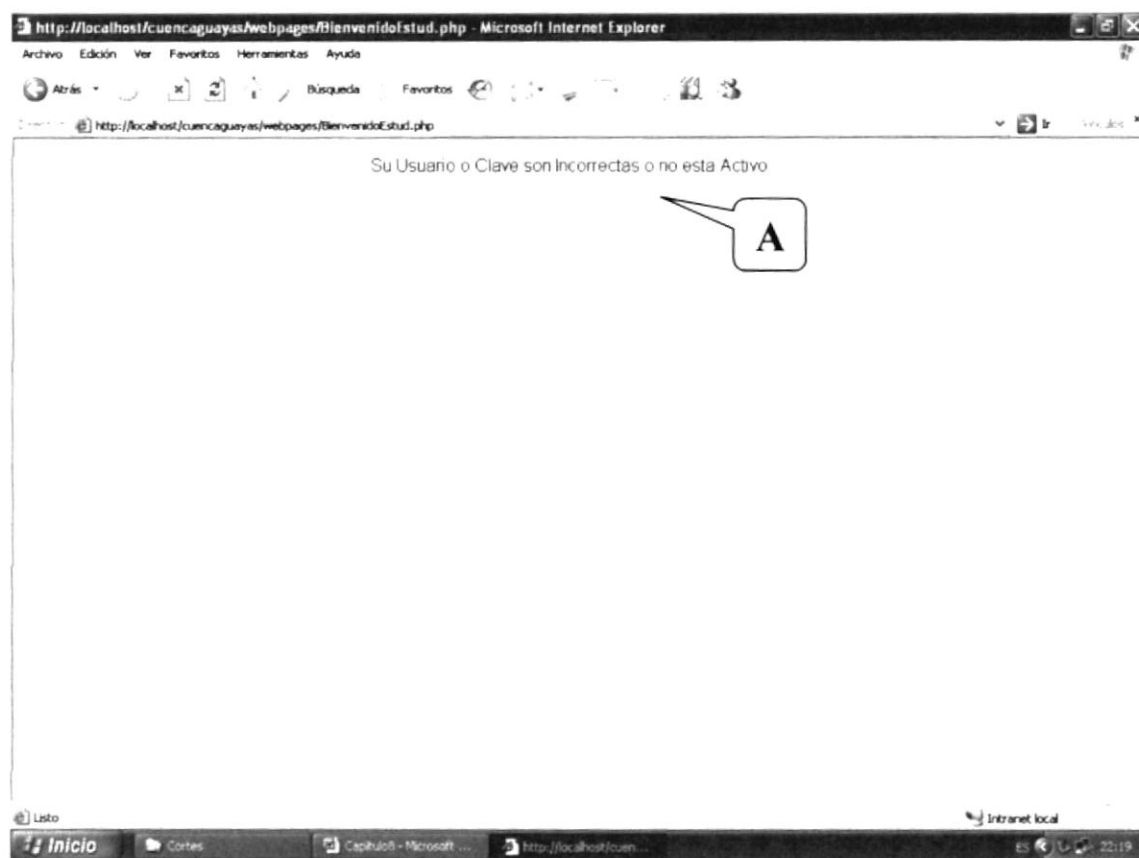 http://localhost/cuencaguayas/webpages/BienvenidoEstud.php - Microsoft Internet Explorer
Archivo Edición Ver Favoritos Herramientas Ayuda
Atrás Búsqueda Favoritos
http://localhost/cuencaguayas/webpages/BienvenidoEstud.php Ir Vínculos
Su Usuario o Clave son Incorrectas o no esta Activo
A
Listo Intranet local
Inicio Cortes Capitulo8 - Microsoft ... http://localhost/cuen... ES 22:19